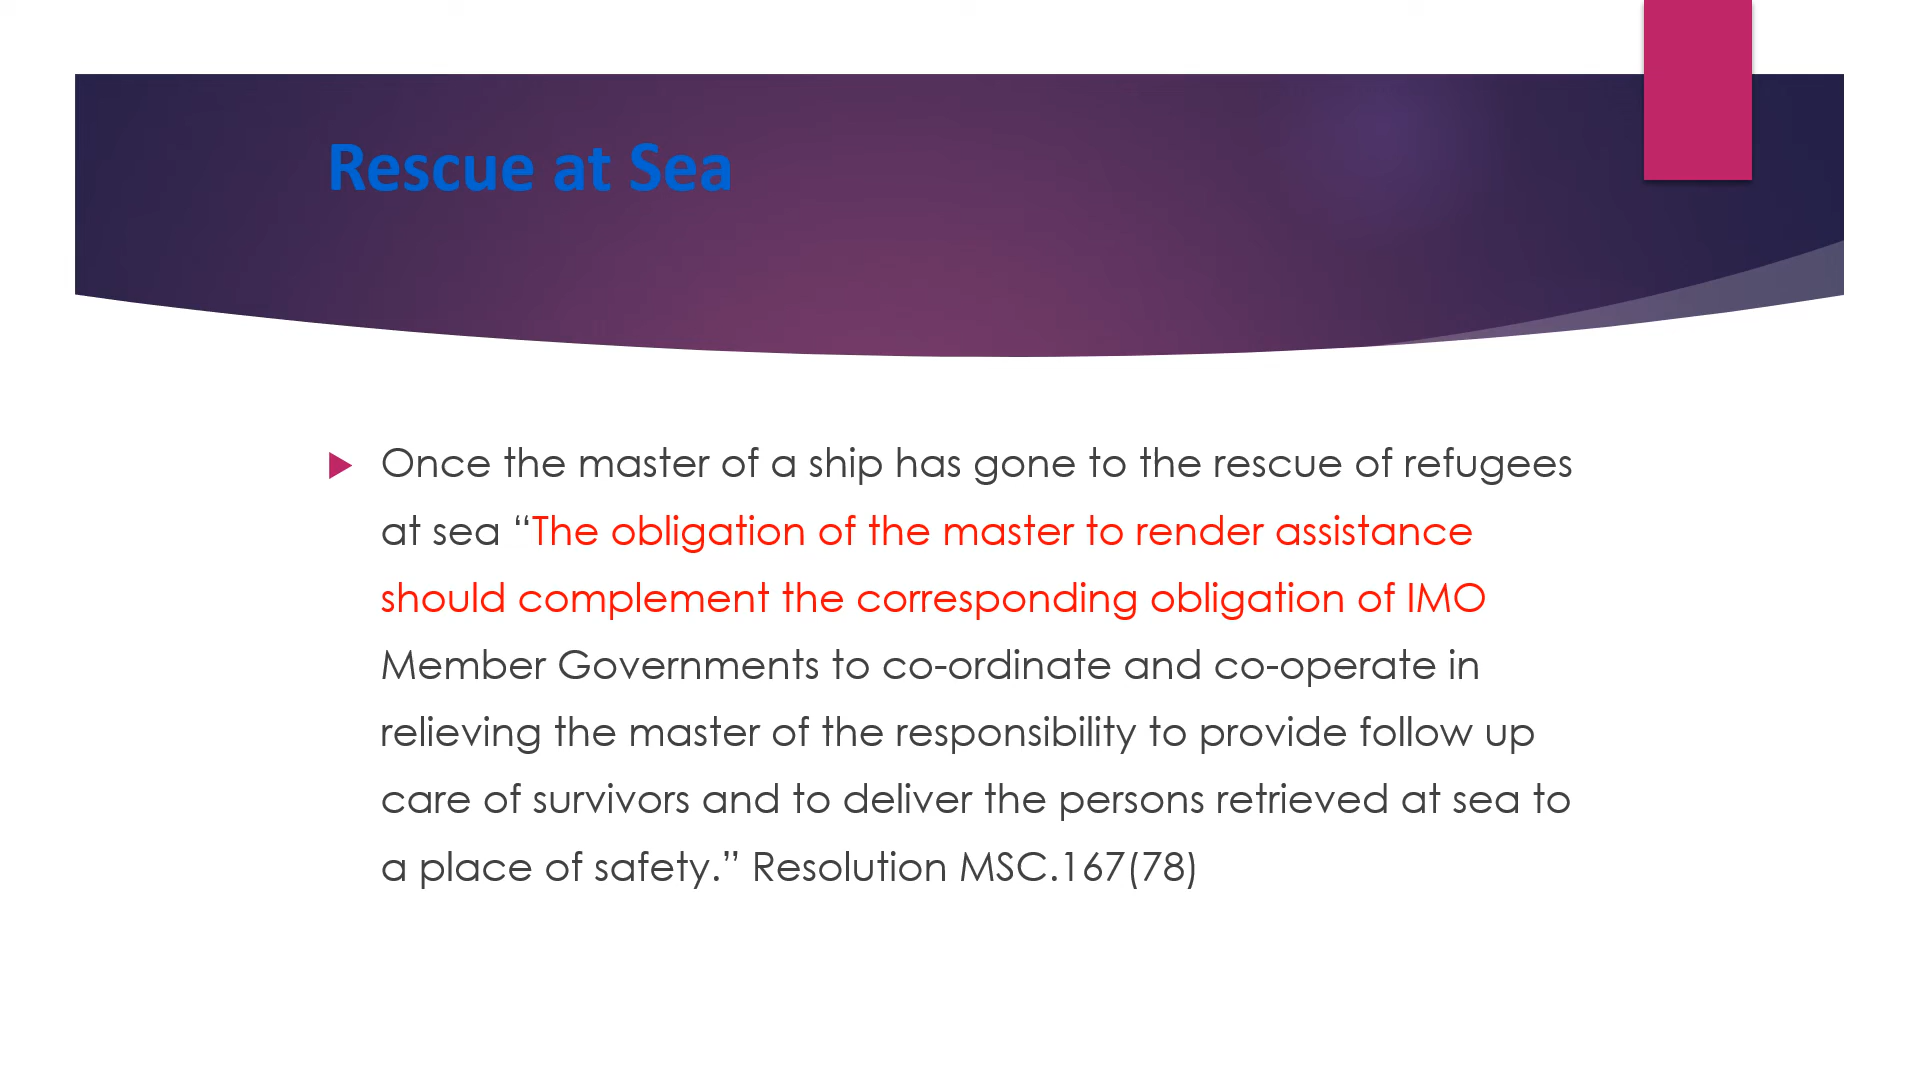 Rescue at Sea
Once the master of a ship has gone to the rescue of refugees
at sea “The obligation of the master to render assistance
should complement the corresponding obligation of IMO
Member Governments to co-ordinate and co-operate in
relieving the master of the responsibility to provide follow up
care of survivors and to deliver the persons retrieved at sea to
a place of safety.” Resolution MSC.167(78)